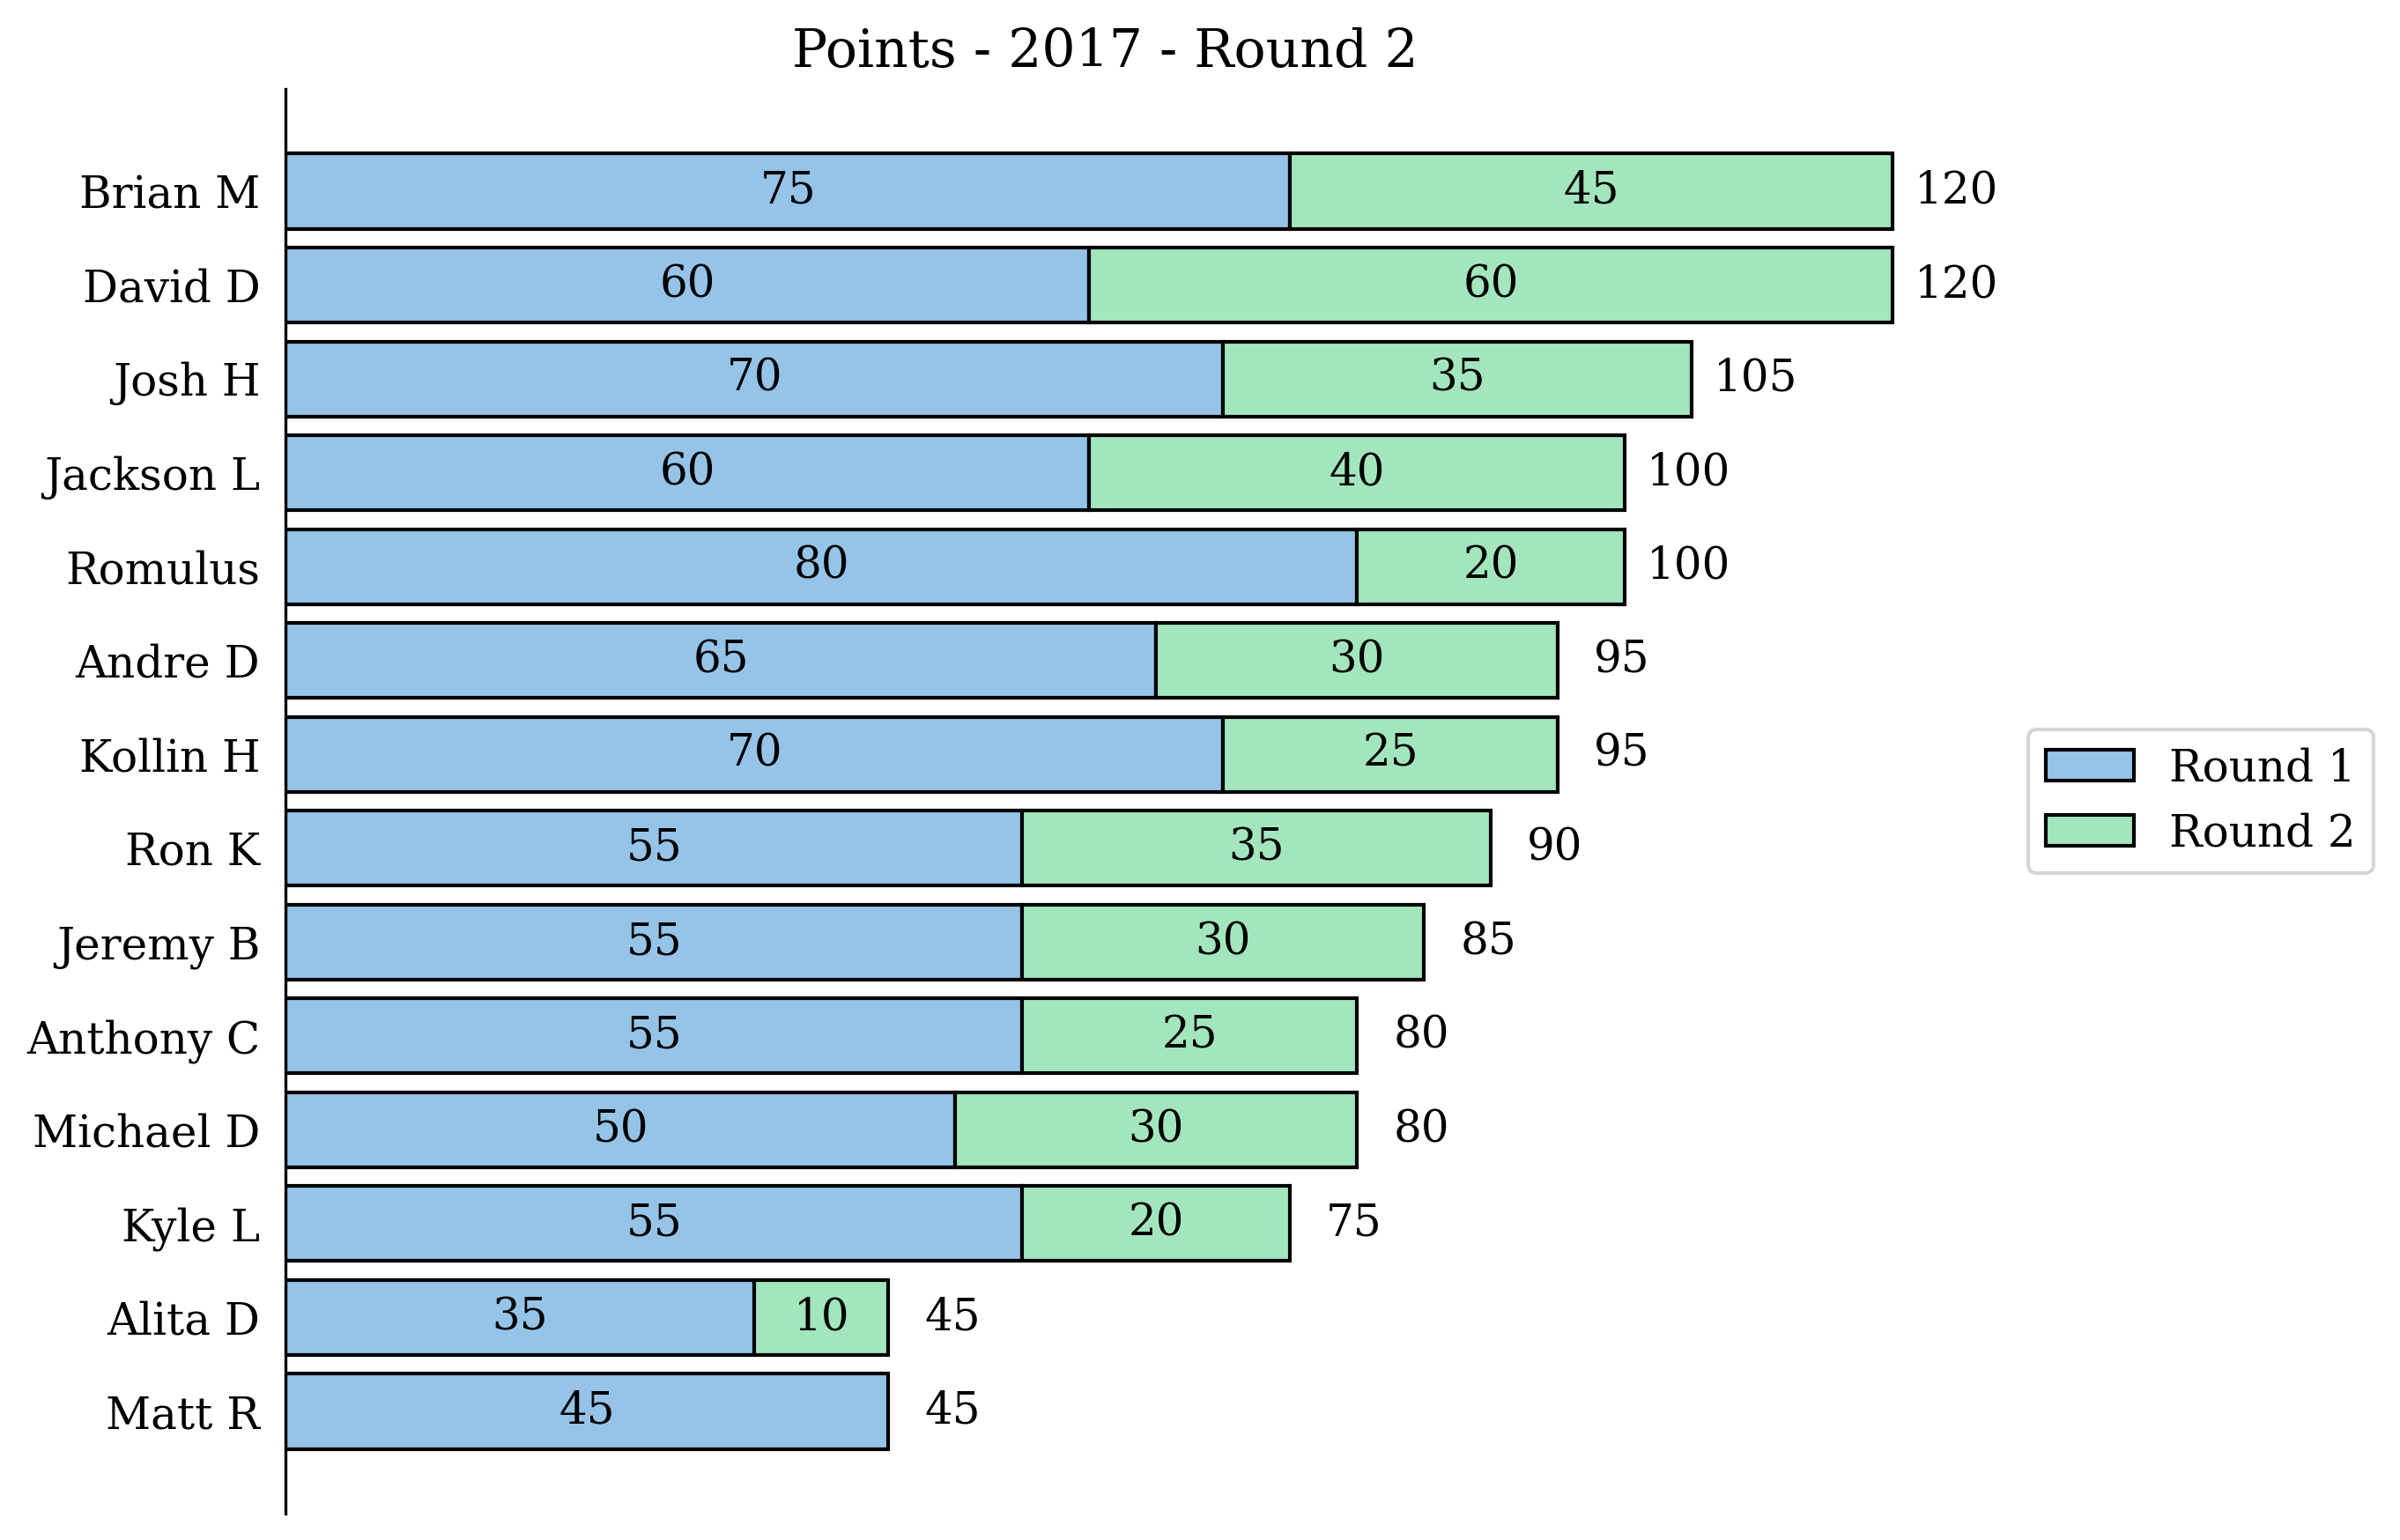 Points - 2017 - Round 2
Brian M 75 45 120
David D 60 60 120
Josh H 70 35 105
Jackson L 60 40 100
Romulus 80 20 100
Andre D 65 30 95
Kollin H 70 25 95
Ron K 55 35 90
Jeremy B 55 30 85
Anthony C 55 25 80
Michael D 50 30 80
Kyle L 55 20 75
Alita D 35 10 45
Matt R 45 45
Round 1
Round 2